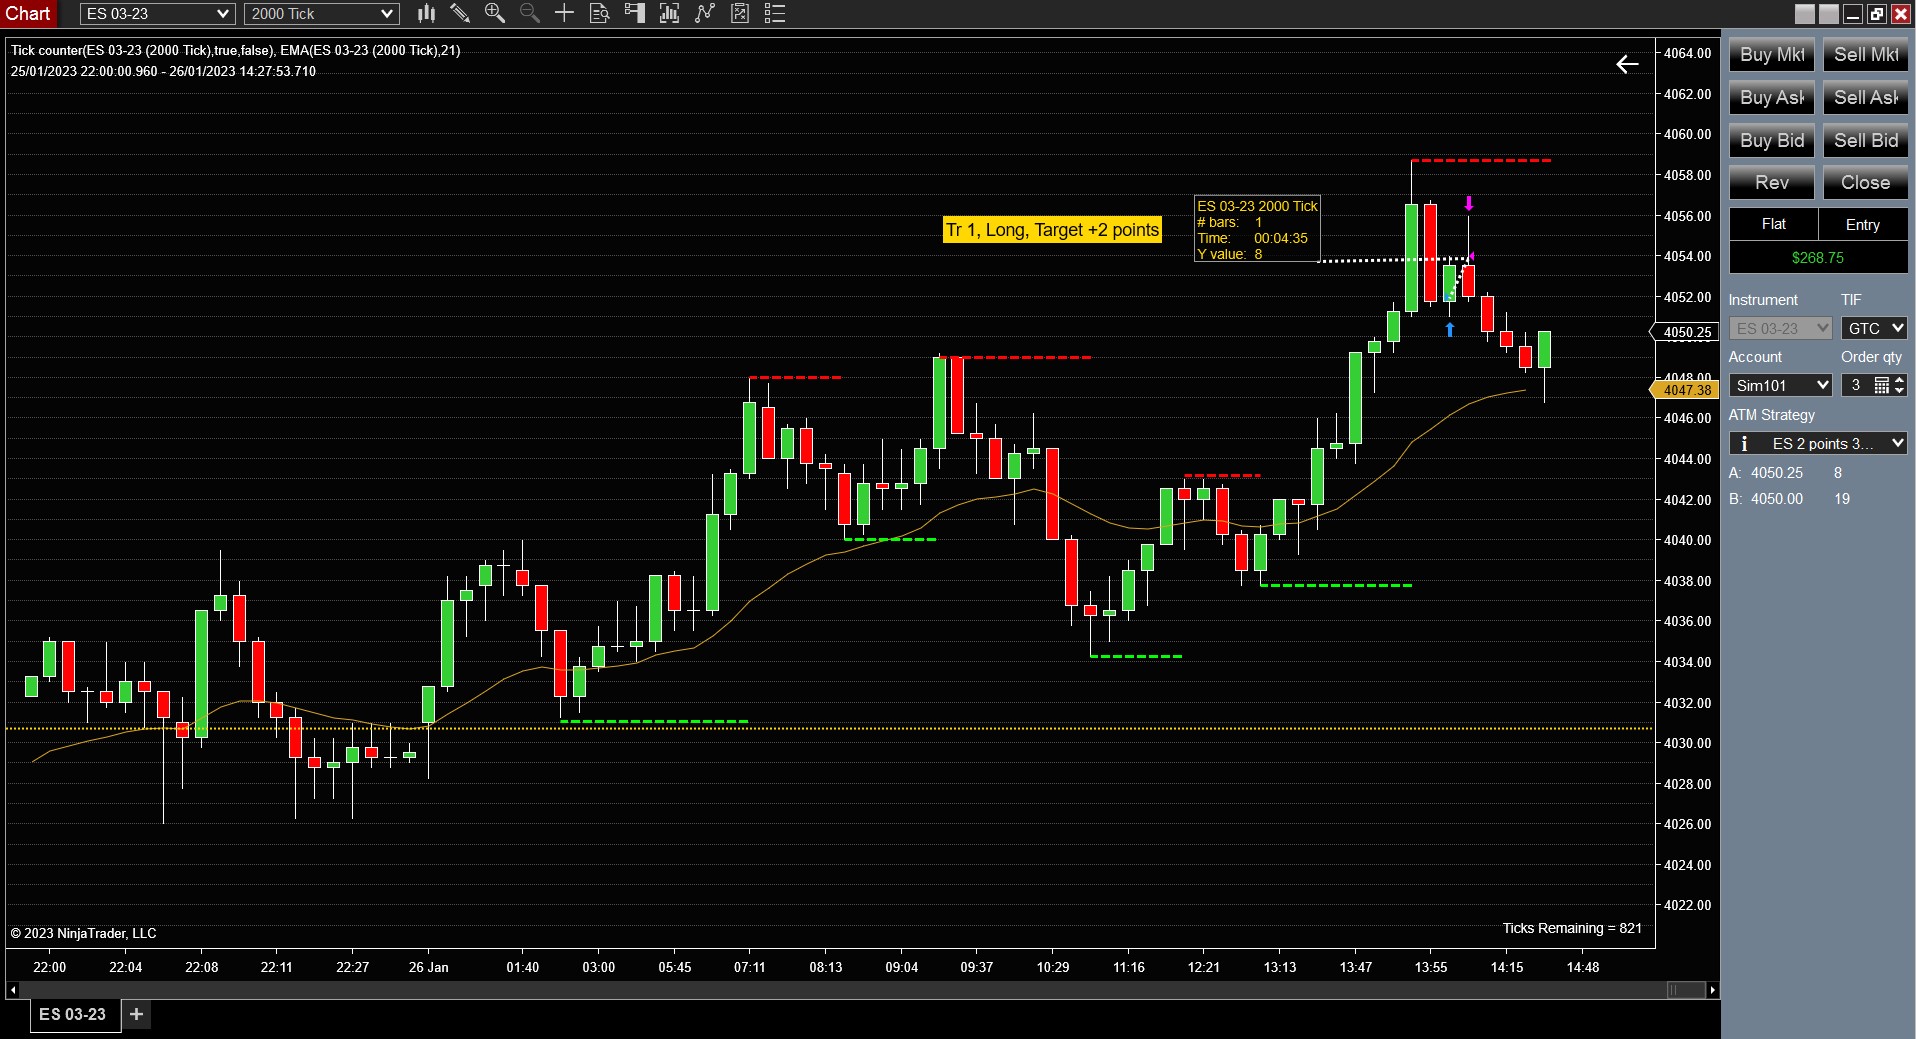 Chart ES 03-23 2000 Tick
Tick counter(ES 03-23 (2000 Tick),true,false), EMA(ES 03-23 (2000 Tick),21)
25/01/2023 22:00:00.960 - 26/01/2023 14:27:53.710
Tr 1, Long, Target +2 points
ES 03-23 2000 Tick
# bars: 1
Time: 00:04:35
Y value: 8
4064.00
4062.00
4060.00
4058.00
4056.00
4054.00
4052.00
4050.25
4048.00
4047.38
4046.00
4044.00
4042.00
4040.00
4038.00
4036.00
4034.00
4032.00
4030.00
4028.00
4026.00
4024.00
4022.00
© 2023 NinjaTrader, LLC
Ticks Remaining = 821
22:00 22:04 22:08 22:11 22:27 26 Jan 01:40 03:00 05:45 07:11 08:13 09:04 09:37 10:29 11:16 12:21 13:13 13:47 13:55 14:15 14:48
ES 03-23 +
Buy Mkt Sell Mkt
Buy Ask Sell Ask
Buy Bid Sell Bid
Rev Close
Flat Entry
$268.75
Instrument TIF
ES 03-23 GTC
Account Order qty
Sim101 3
ATM Strategy
i ES 2 points 3...
A: 4050.25 8
B: 4050.00 19